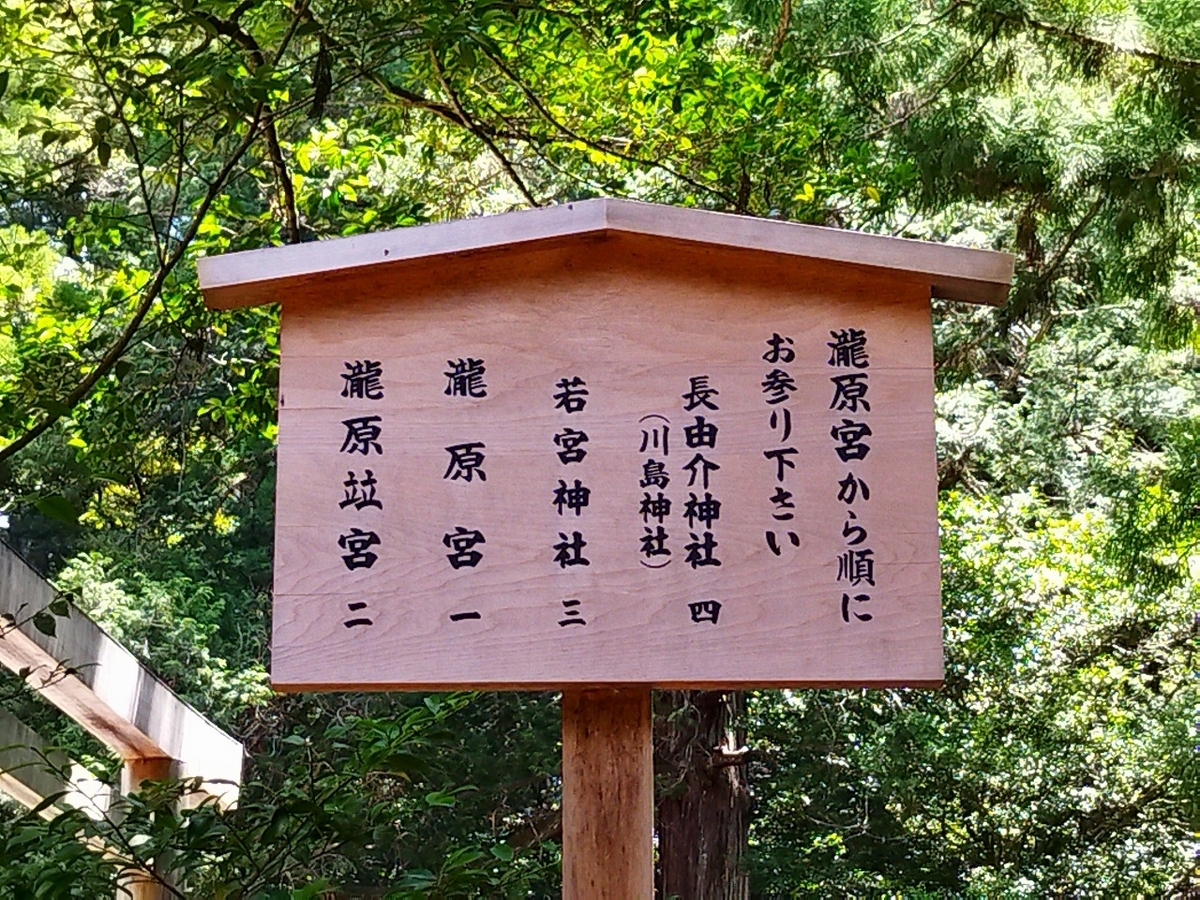 瀧原宮から順に
お参り下さい
長由介神社 四
（川島神社）
若宮神社 三
瀧原宮 一
瀧原竝宮 二